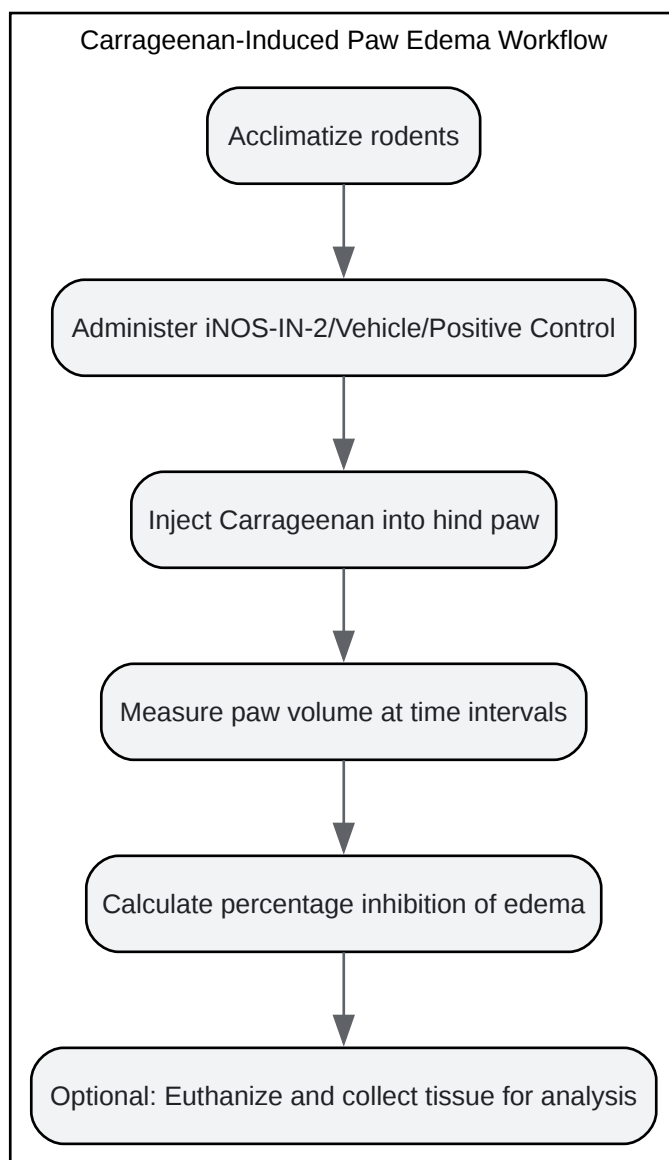 Carrageenan-Induced Paw Edema Workflow
Acclimatize rodents
Administer iNOS-IN-2/Vehicle/Positive Control
Inject Carrageenan into hind paw
Measure paw volume at time intervals
Calculate percentage inhibition of edema
Optional: Euthanize and collect tissue for analysis